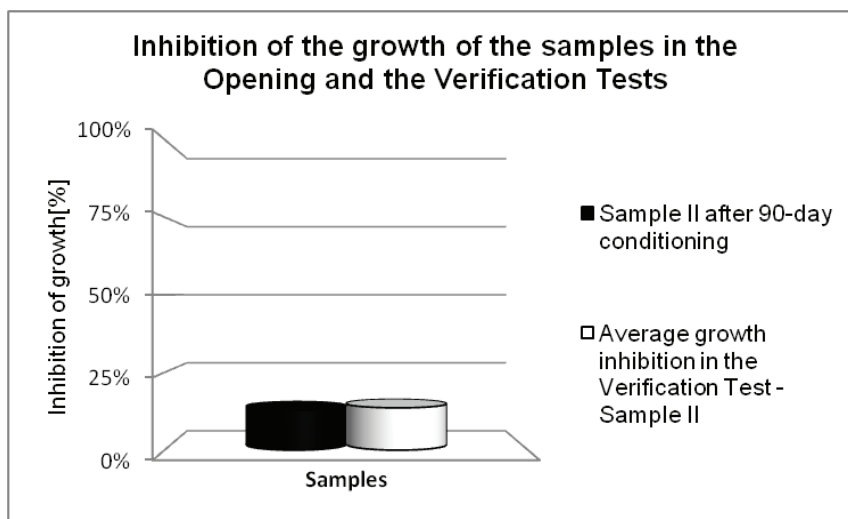 Inhibition of the growth of the samples in the
Opening and the Verification Tests
100%
75%
50%
25%
0%
Inhibition of growth[%]
Samples
Sample II after 90-day
conditioning
Average growth
inhibition in the
Verification Test -
Sample II